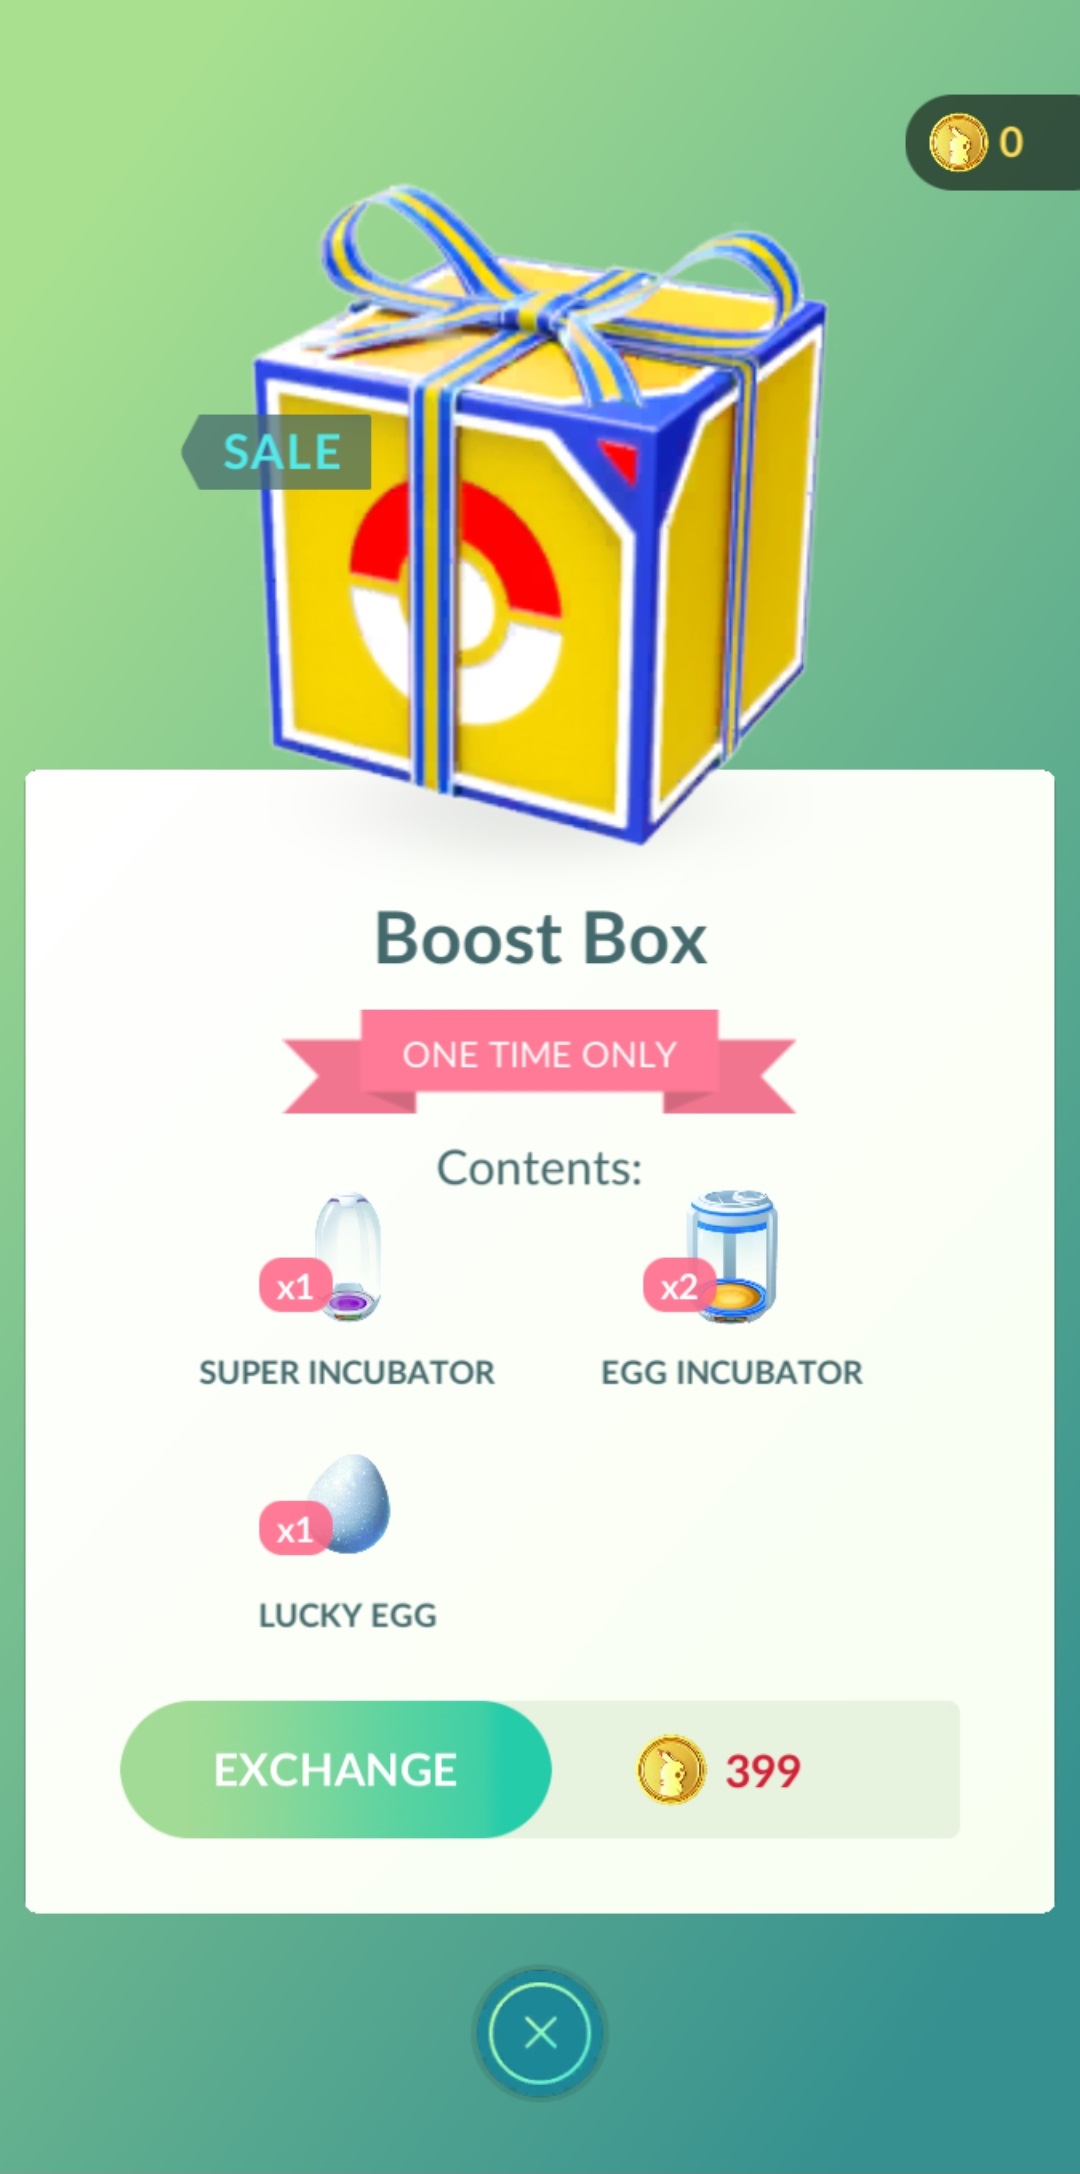 0
SALE
Boost Box
ONE TIME ONLY
Contents:
x1
x2
SUPER INCUBATOR
EGG INCUBATOR
x1
LUCKY EGG
EXCHANGE
399